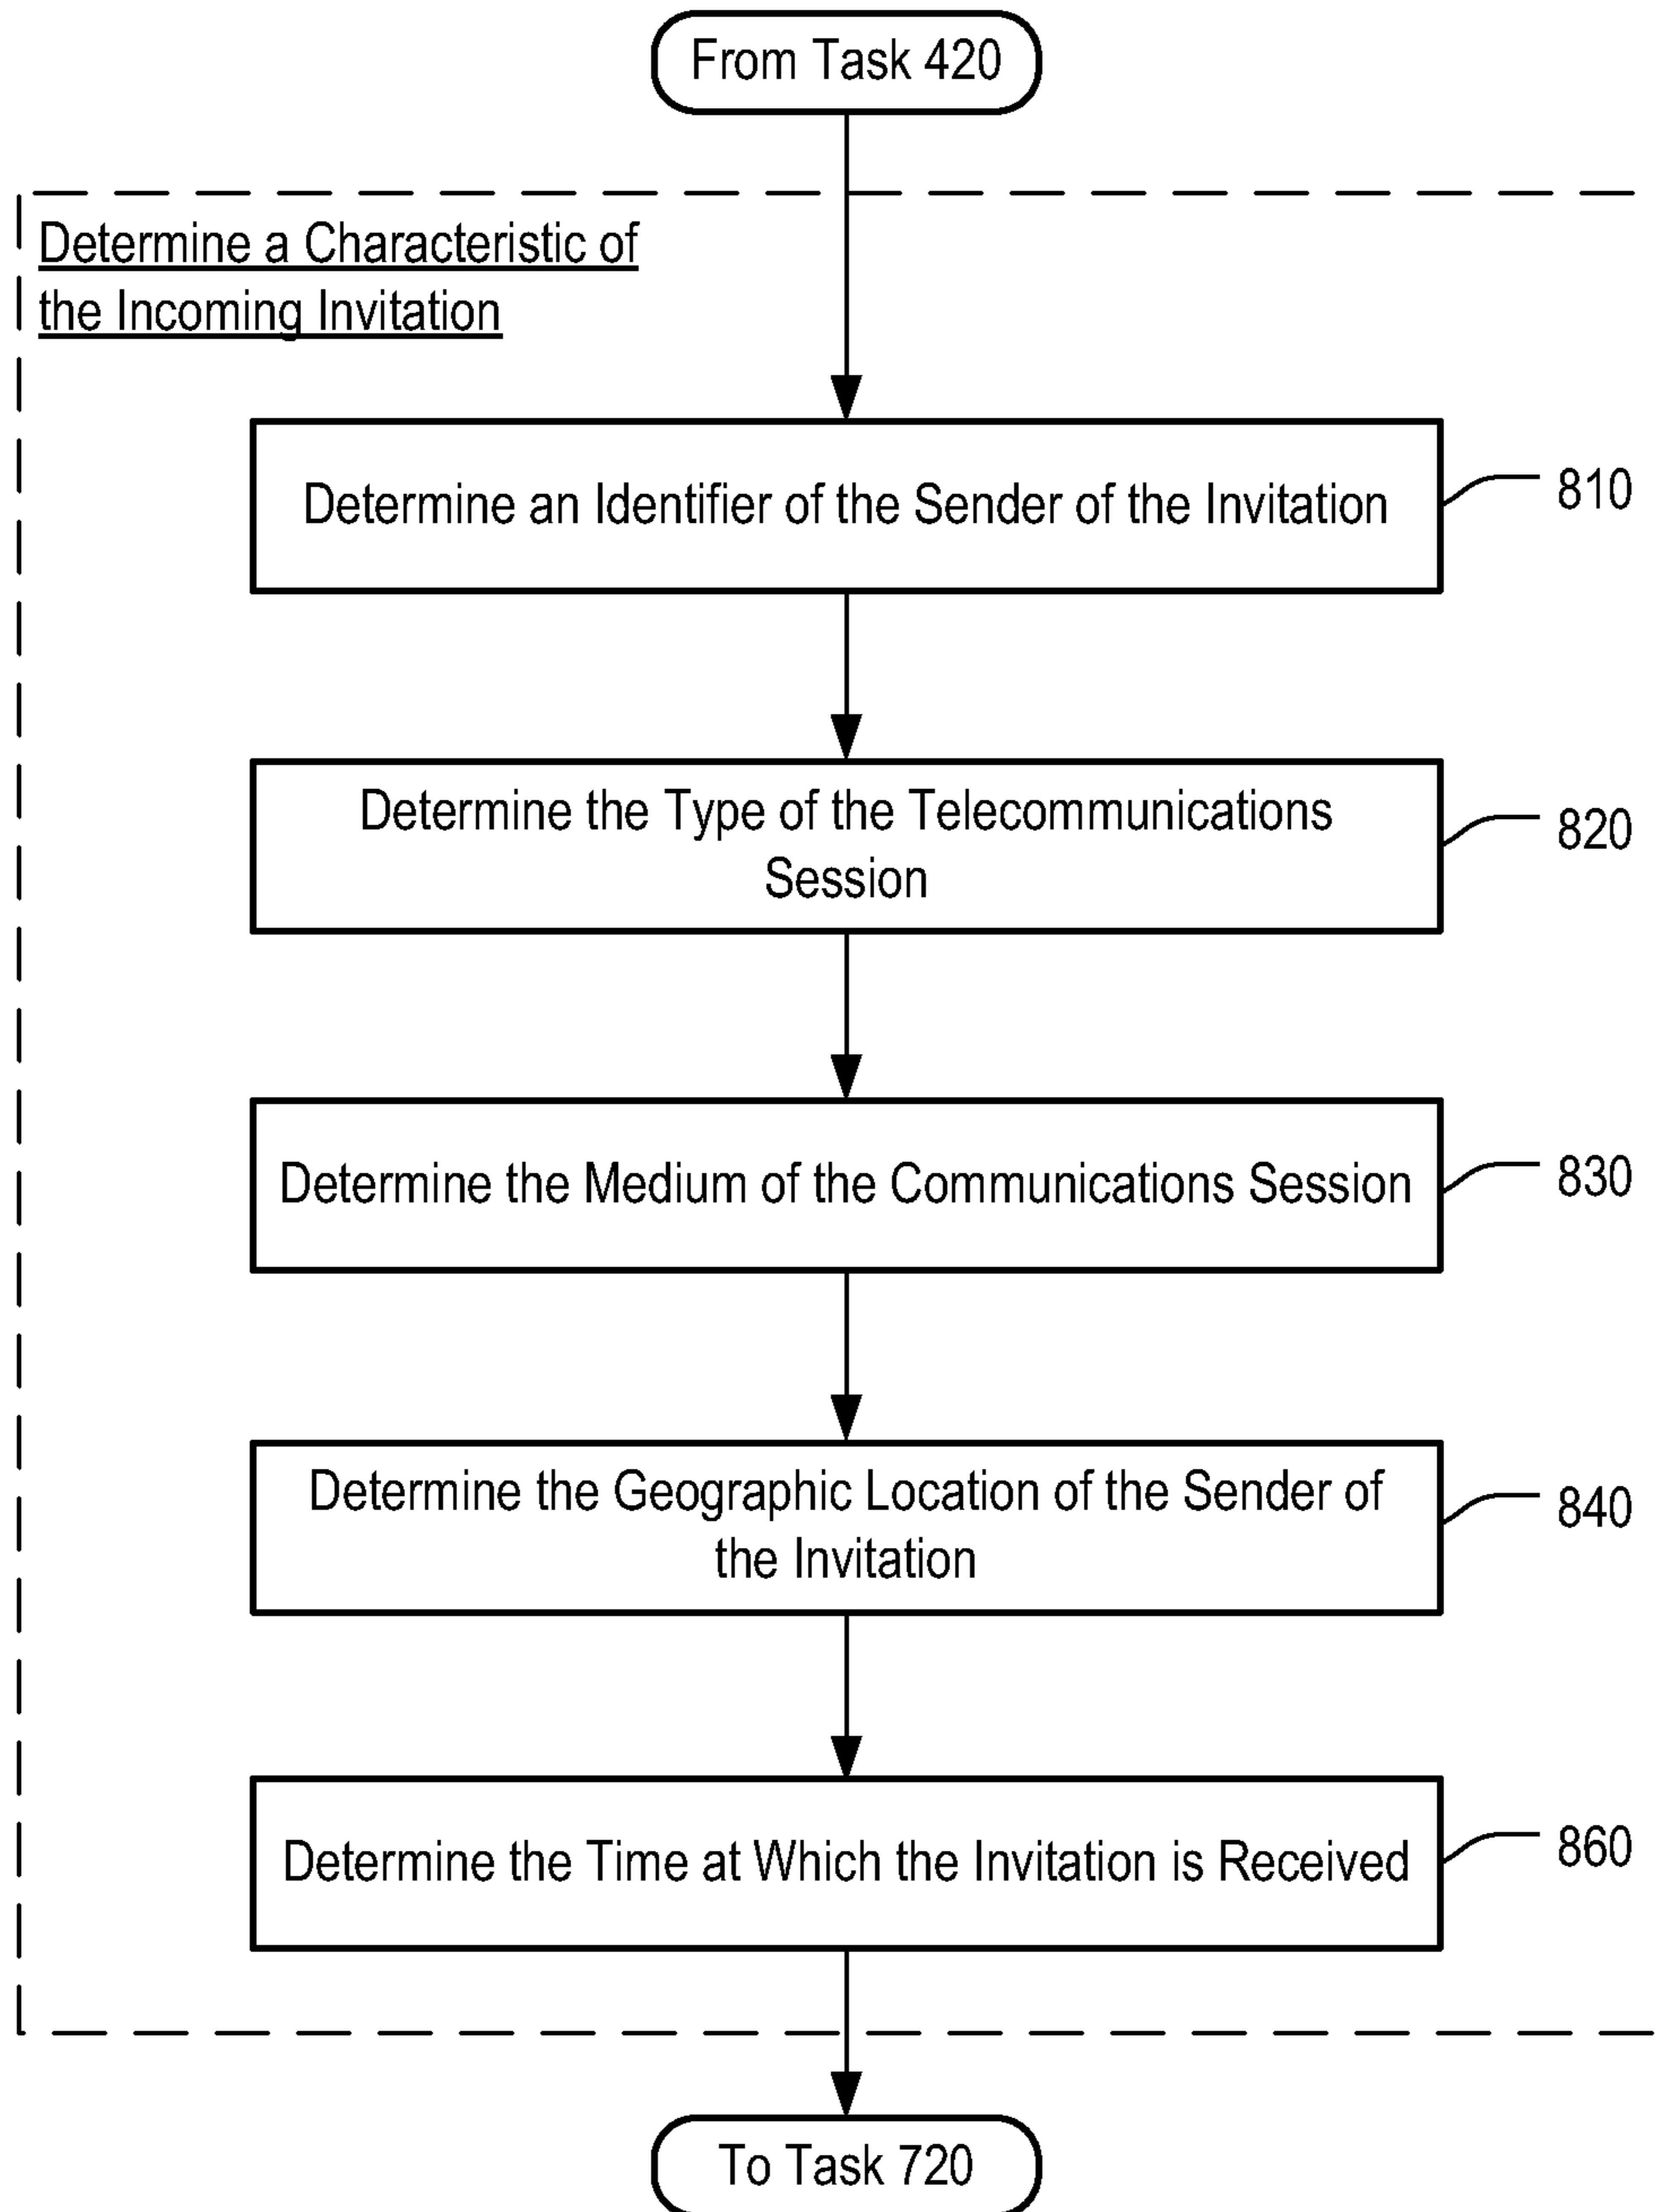 From Task 420
Determine a Characteristic of
the Incoming Invitation
Determine an Identifier of the Sender of the Invitation
810
Determine the Type of the Telecommunications
Session
820
Determine the Medium of the Communications Session
830
Determine the Geographic Location of the Sender of
the Invitation
840
Determine the Time at Which the Invitation is Received
860
To Task 720